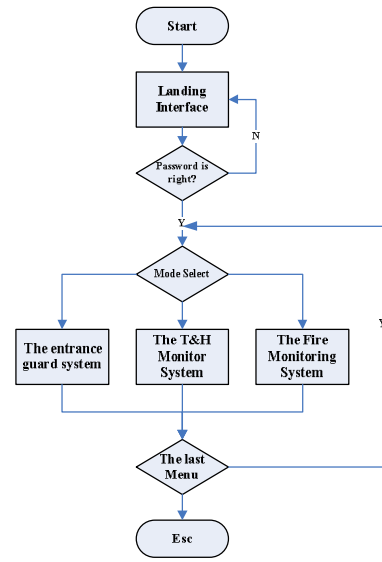 Start
Landing
Interface
N
Password is
right?
Y
Mode Select
The entrance
guard system
The T&H
Monitor
System
The Fire
Monitoring
System
Y
The last
Menu
Esc